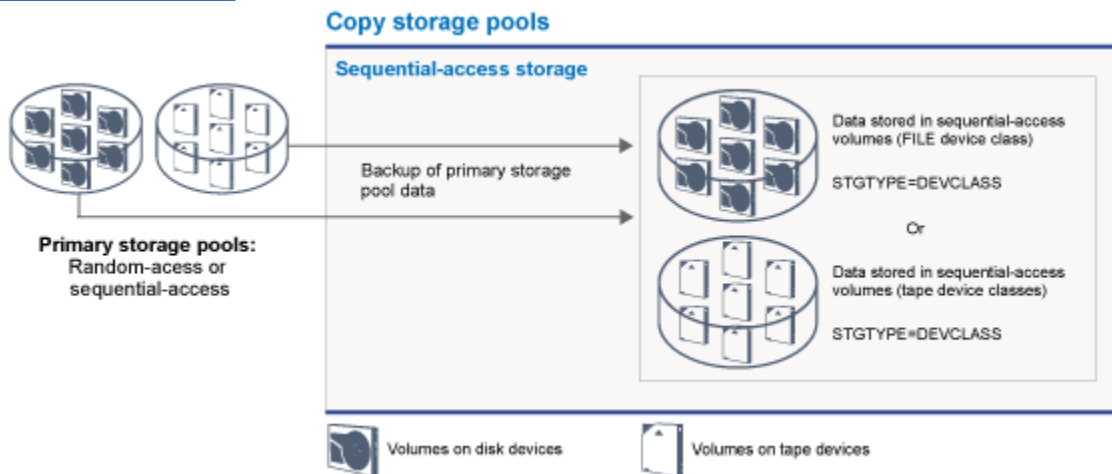 Copy storage pools
Sequential-access storage
Data stored in sequential-access
volumes (FILE device class)
STGTYPE=DEVCLASS
Backup of primary storage
pool data
Or
Primary storage pools:
Random-acess or
sequential-access
Data stored in sequential-access
volumes (tape device classes)
STGTYPE=DEVCLASS
Volumes on disk devices
Volumes on tape devices